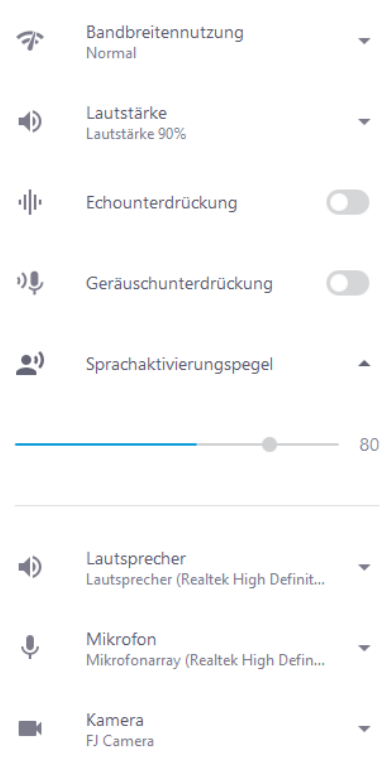 Bandbreitennutzung
Normal
Lautstärke
Lautstärke 90%
Echounterdrückung
Geräuschunterdrückung
Sprachaktivierungspegel
80
Lautsprecher
Lautsprecher (Realtek High Definit...
Mikrofon
Mikrofonarray (Realtek High Defin...
Kamera
FJ Camera